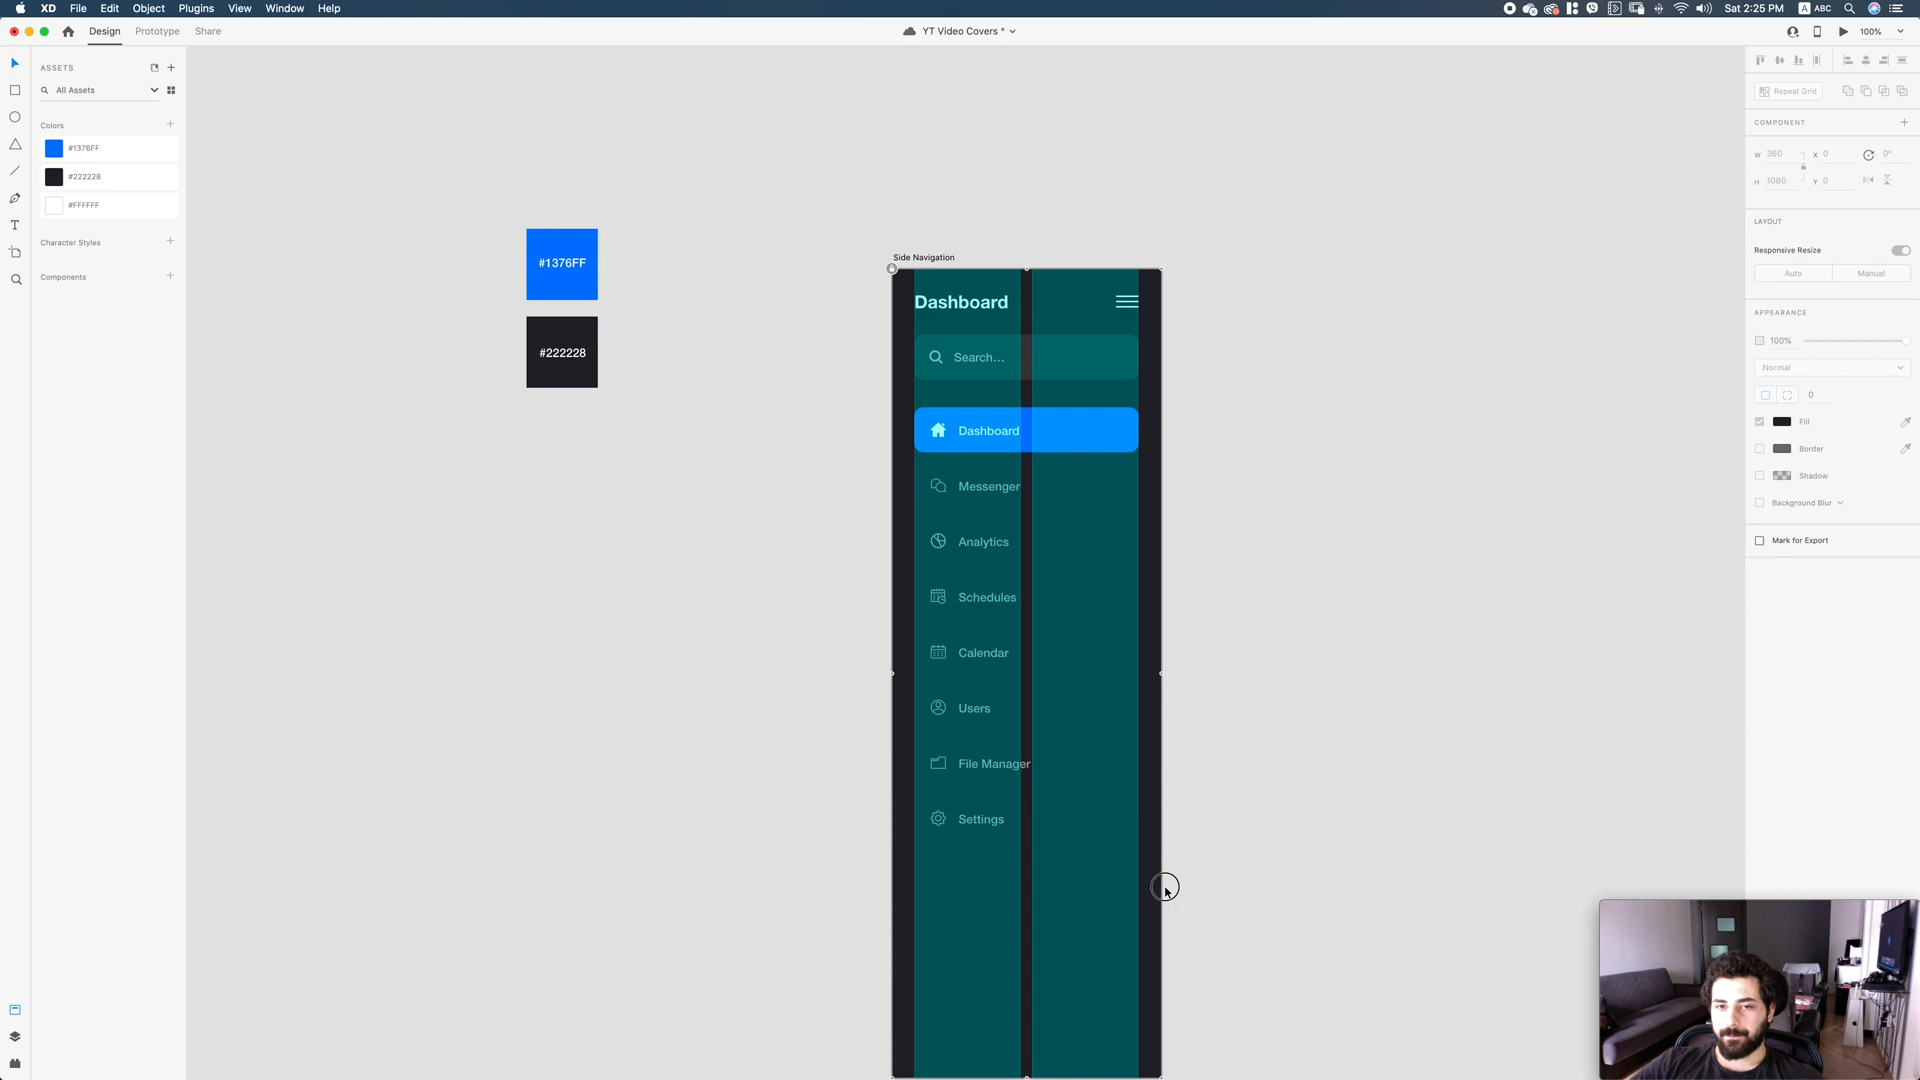 XD File Edit Object Plugins View Window Help
Sat 2:25 PM A ABC
Design Prototype Share
YT Video Covers *
100%
ASSETS
All Assets
Colors
#1376FF
#222228
#FFFFFF
Character Styles
Components
#1376FF
#222228
Side Navigation
Dashboard
Search...
Dashboard
Messenger
Analytics
Schedules
Calendar
Users
File Manager
Settings
Repeat Grid
COMPONENT
W 360 X 0 0°
H 1080 Y 0
LAYOUT
Responsive Resize
Auto Manual
APPEARANCE
100%
Normal
0
Fill
Border
Shadow
Background Blur
Mark for Export